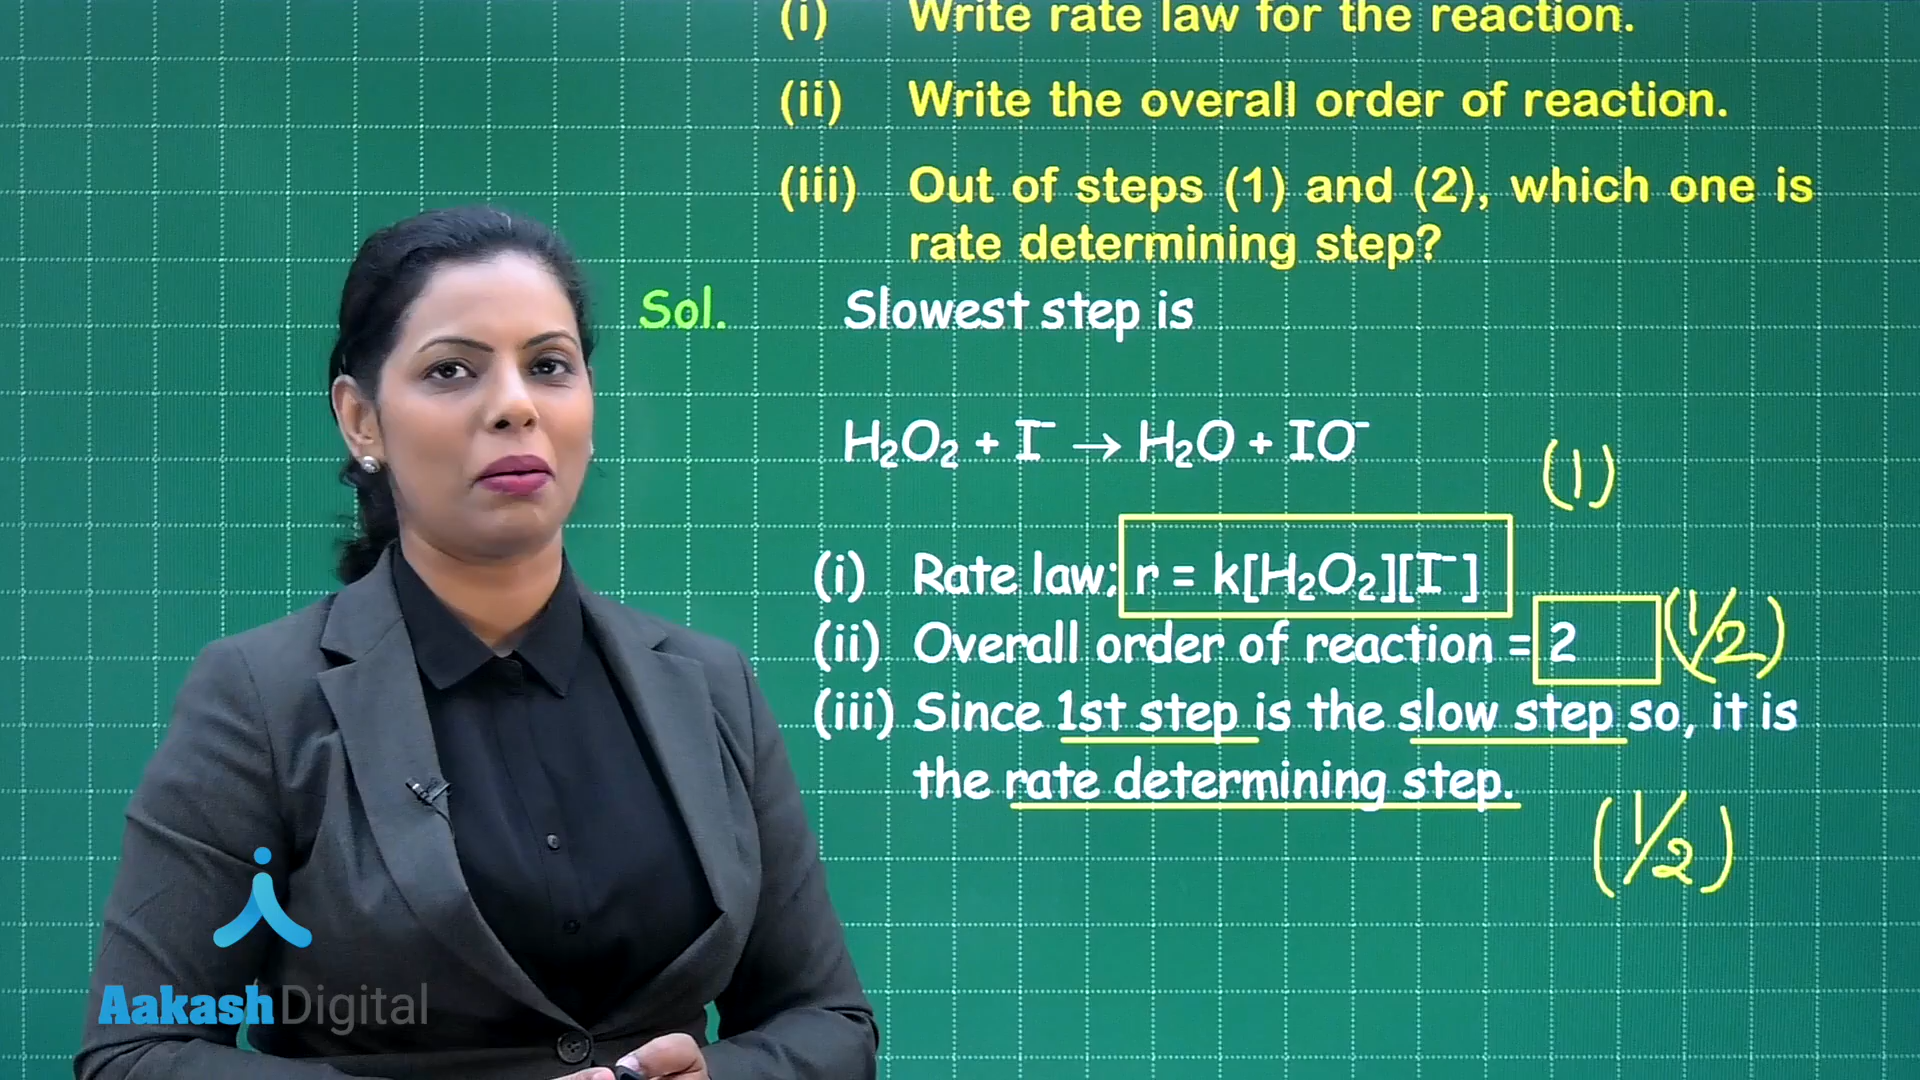 (i) Write rate law for the reaction.
(ii) Write the overall order of reaction.
(iii) Out of steps (1) and (2), which one is
rate determining step?
Sol. Slowest step is
H₂O₂ + I⁻ → H₂O + IO⁻
(1)
(i) Rate law; r = k[H₂O₂][I⁻]
(ii) Overall order of reaction = 2 (1/2)
(iii) Since 1st step is the slow step so, it is
the rate determining step.
(1/2)
Aakash Digital